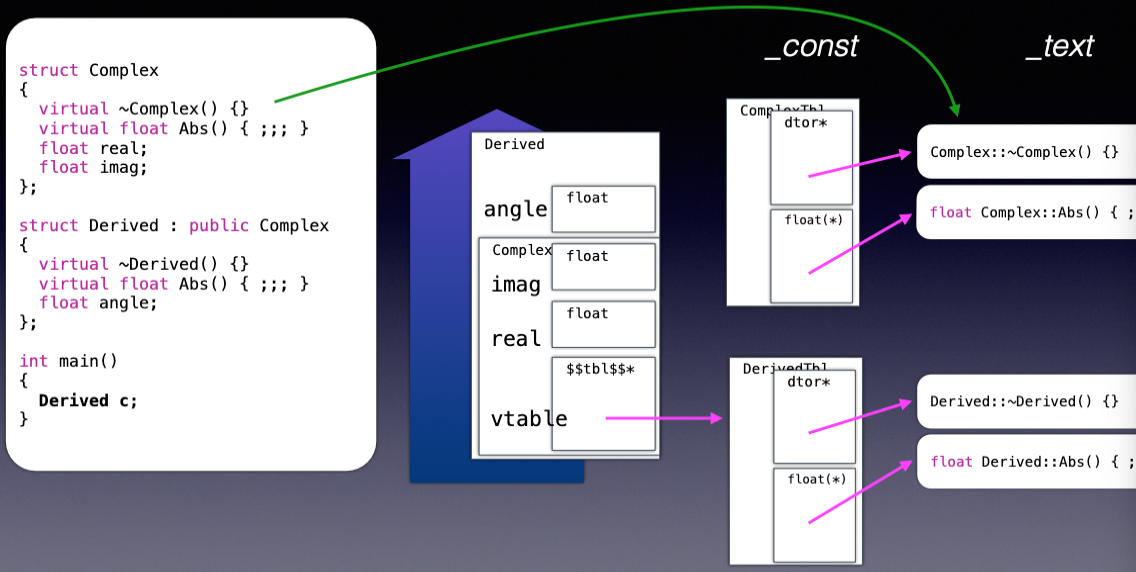 struct Complex
{
  virtual ~Complex() {}
  virtual float Abs() { ;;; }
  float real;
  float imag;
};
struct Derived : public Complex
{
  virtual ~Derived() {}
  virtual float Abs() { ;;; }
  float angle;
};
int main()
{
  Derived c;
}
Derived
angle
float
Complex
float
imag
float
real
$$tbl$$*
vtable
_const
_text
ComplexTbl
dtor*
float(*)
Complex::~Complex() {}
float Complex::Abs() { ;
DerivedTbl
dtor*
float(*)
Derived::~Derived() {}
float Derived::Abs() { ;